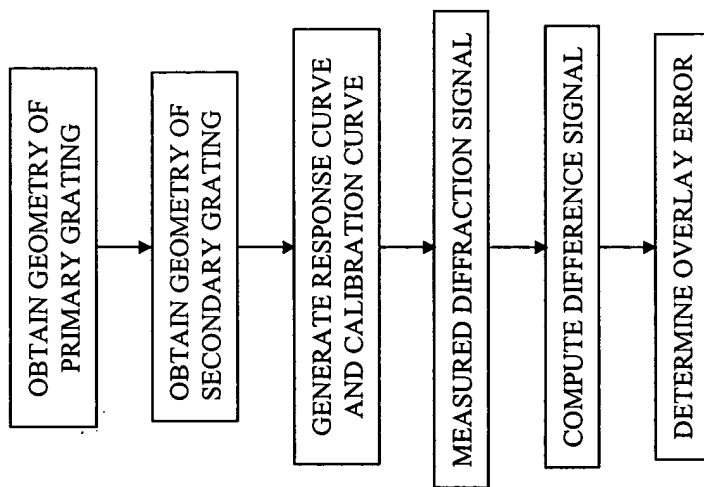 OBTAIN GEOMETRY OF
PRIMARY GRATING
OBTAIN GEOMETRY OF
SECONDARY GRATING
GENERATE RESPONSE CURVE
AND CALIBRATION CURVE
MEASURED DIFFRACTION SIGNAL
COMPUTE DIFFERENCE SIGNAL
DETERMINE OVERLAY ERROR